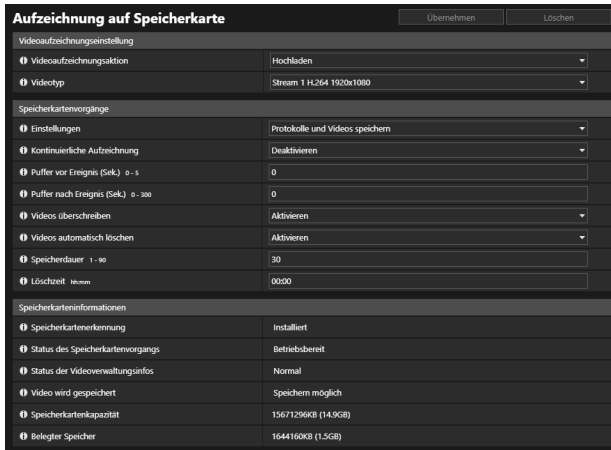 Aufzeichnung auf Speicherkarte Übernehmen Löschen
Videoaufzeichnungseinstellung
Videoaufzeichnungsaktion Hochladen
Videotyp Stream 1 H.264 1920x1080
Speicherkartenvorgänge
Einstellungen Protokolle und Videos speichern
Kontinuierliche Aufzeichnung Deaktivieren
Puffer vor Ereignis (Sek.) 0 - 5 0
Puffer nach Ereignis (Sek.) 0 - 300 0
Videos überschreiben Aktivieren
Videos automatisch löschen Aktivieren
Speicherdauer 1 - 90 30
Löschzeit hh:mm 00:00
Speicherkarteninformationen
Speicherkartenerkennung Installiert
Status des Speicherkartenvorgangs Betriebsbereit
Status der Videoverwaltungsinfos Normal
Video wird gespeichert Speichern möglich
Speicherkartenkapazität 15671296KB (14.9GB)
Belegter Speicher 1644160KB (1.5GB)